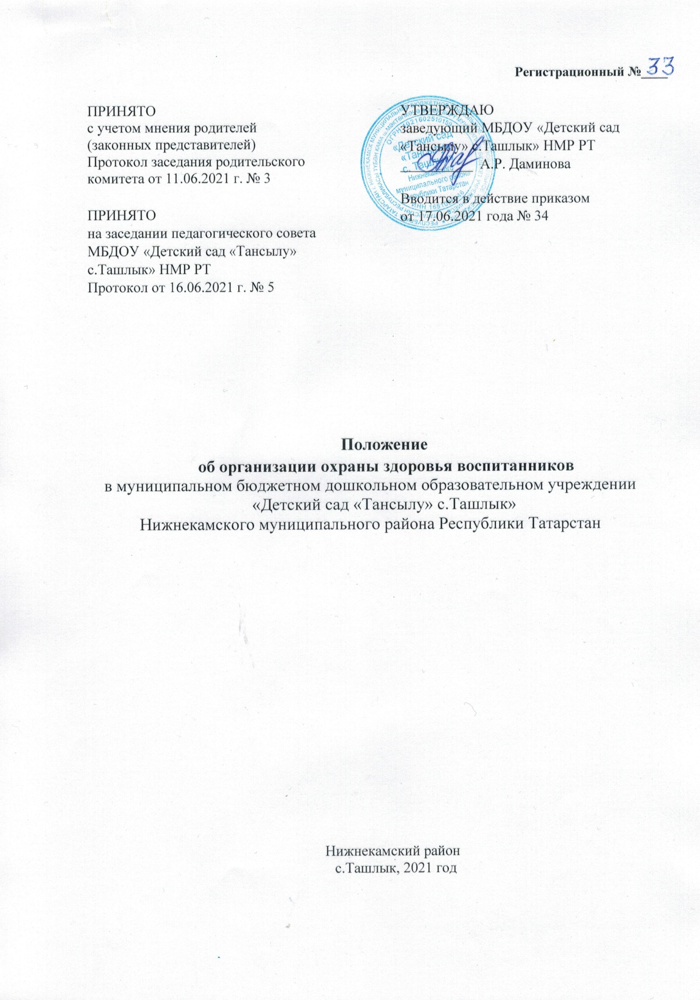 Регистрационный № 33
ПРИНЯТО
с учетом мнения родителей
(законных представителей)
Протокол заседания родительского
комитета от 11.06.2021 г. № 3
ПРИНЯТО
на заседании педагогического совета
МБДОУ «Детский сад «Тансылу»
с.Ташлык» НМР РТ
Протокол от 16.06.2021 г. № 5
УТВЕРЖДАЮ
заведующий МБДОУ «Детский сад
«Тансылу» с.Ташлык» НМР РТ
А.Р. Даминова
Вводится в действие приказом
от 17.06.2021 года № 34
«Детский сад
«Тансылу»
с. Ташлык»
Нижнекамского
муниципального района
Республики Татарстан
Положение
об организации охраны здоровья воспитанников
в муниципальном бюджетном дошкольном образовательном учреждении
«Детский сад «Тансылу» с.Ташлык»
Нижнекамского муниципального района Республики Татарстан
Нижнекамский район
с.Ташлык, 2021 год